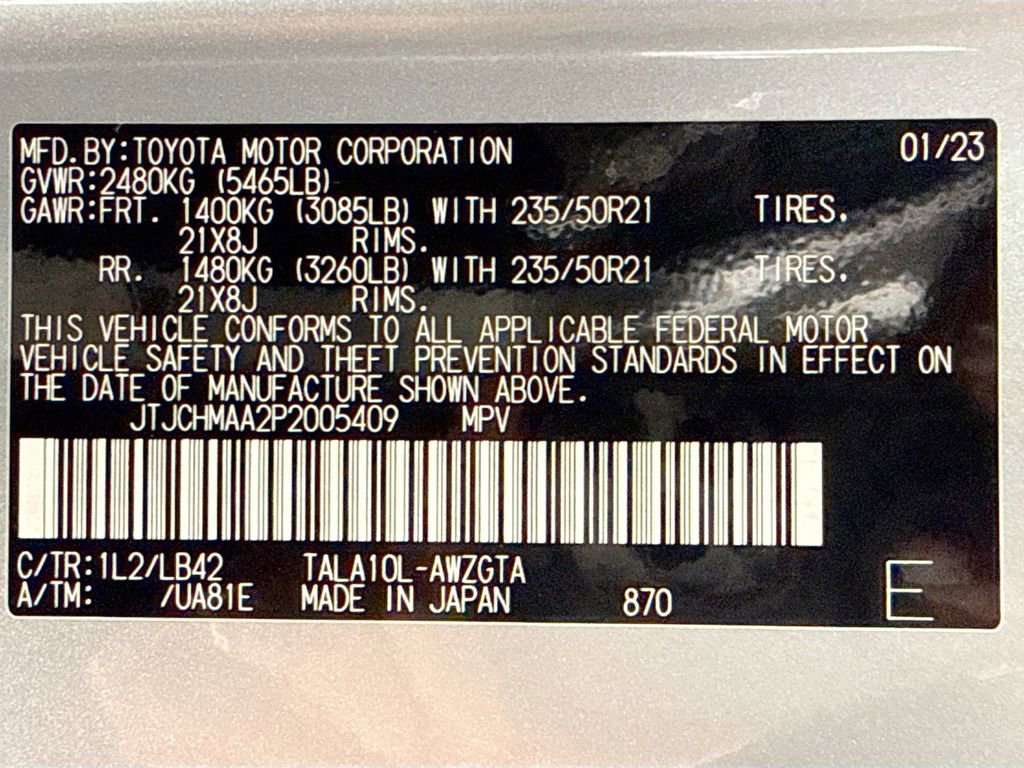 MFD.BY:TOYOTA MOTOR CORPORATION 01/23
GVWR:2480KG (5465LB)
GAWR:FRT. 1400KG (3085LB) WITH 235/50R21 TIRES.
21X8J RIMS.
RR. 1480KG (3260LB) WITH 235/50R21 TIRES.
21X8J RIMS.
THIS VEHICLE CONFORMS TO ALL APPLICABLE FEDERAL MOTOR
VEHICLE SAFETY AND THEFT PREVENTION STANDARDS IN EFFECT ON
THE DATE OF MANUFACTURE SHOWN ABOVE.
JTJCHMAA2P2005409 MPV
C/TR:1L2/LB42 TALA10L-AWZGTA
A/TM: /UA81E MADE IN JAPAN 870 E